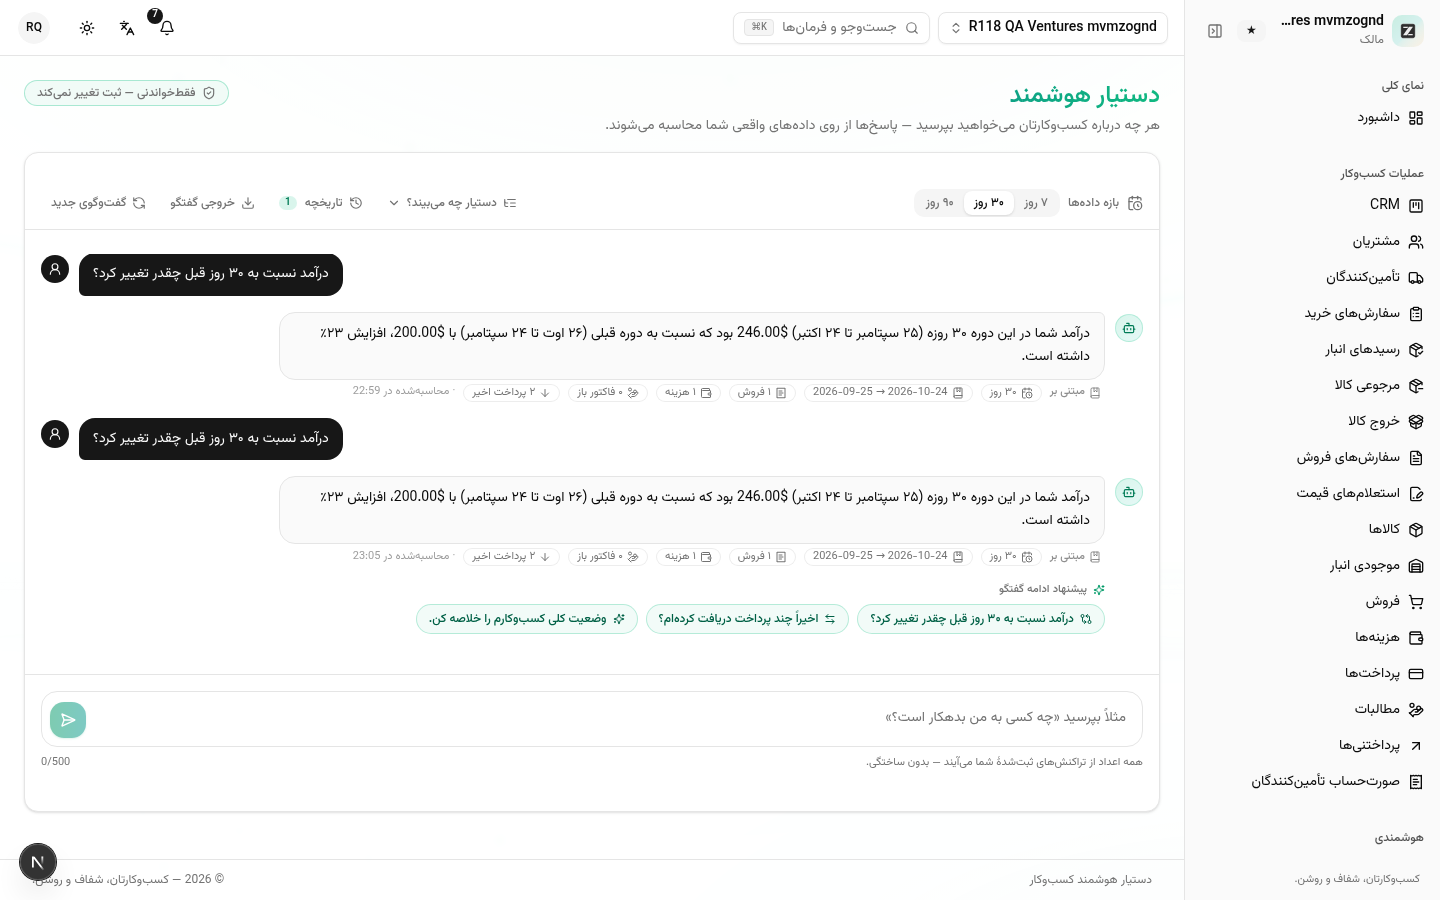 ...res mvmzognd
مالک
R118 QA Ventures mvmzognd
جست‌وجو و فرمان‌ها
⌘K
7
RQ
نمای کلی
داشبورد
عملیات کسب‌وکار
CRM
مشتریان
تأمین‌کنندگان
سفارش‌های خرید
رسیدهای انبار
مرجوعی کالا
خروج کالا
سفارش‌های فروش
استعلام‌های قیمت
کالاها
موجودی انبار
فروش
هزینه‌ها
پرداخت‌ها
مطالبات
پرداختنی‌ها
صورت‌حساب تأمین‌کنندگان
هوشمندی
کسب‌وکارتان، شفاف و روشن.
دستیار هوشمند
فقط‌خواندنی — ثبت تغییر نمی‌کند
هر چه درباره کسب‌وکارتان می‌خواهید بپرسید — پاسخ‌ها از روی داده‌های واقعی شما محاسبه می‌شوند.
بازه داده‌ها ۷ روز ۳۰ روز ۹۰ روز
دستیار چه می‌بیند؟
تاریخچه 1
خروجی گفتگو
گفت‌وگوی جدید
درآمد نسبت به ۳۰ روز قبل چقدر تغییر کرد؟
درآمد شما در این دوره ۳۰ روزه (۲۵ سپتامبر تا ۲۴ اکتبر) $246.00 بود که نسبت به دوره قبلی (۲۶ اوت تا ۲۴ سپتامبر) با $200.00، افزایش ۲۳٪
داشته است.
مبتنی بر ۳۰ روز 2026-09-25 → 2026-10-24 ۱ فروش ۱ هزینه ۰ فاکتور باز ۲ پرداخت اخیر · محاسبه‌شده در 22:59
درآمد نسبت به ۳۰ روز قبل چقدر تغییر کرد؟
درآمد شما در این دوره ۳۰ روزه (۲۵ سپتامبر تا ۲۴ اکتبر) $246.00 بود که نسبت به دوره قبلی (۲۶ اوت تا ۲۴ سپتامبر) با $200.00، افزایش ۲۳٪
داشته است.
مبتنی بر ۳۰ روز 2026-09-25 → 2026-10-24 ۱ فروش ۱ هزینه ۰ فاکتور باز ۲ پرداخت اخیر · محاسبه‌شده در 23:05
پیشنهاد ادامه گفتگو
درآمد نسبت به ۳۰ روز قبل چقدر تغییر کرد؟
اخیراً چند پرداخت دریافت کرده‌ام؟
وضعیت کلی کسب‌وکارم را خلاصه کن.
مثلاً بپرسید «چه کسی به من بدهکار است؟»
همه اعداد از تراکنش‌های ثبت‌شدهٔ شما می‌آیند — بدون ساختگی.
0/500
دستیار هوشمند کسب‌وکار
© 2026 — کسب‌وکارتان، شفاف و روشن.